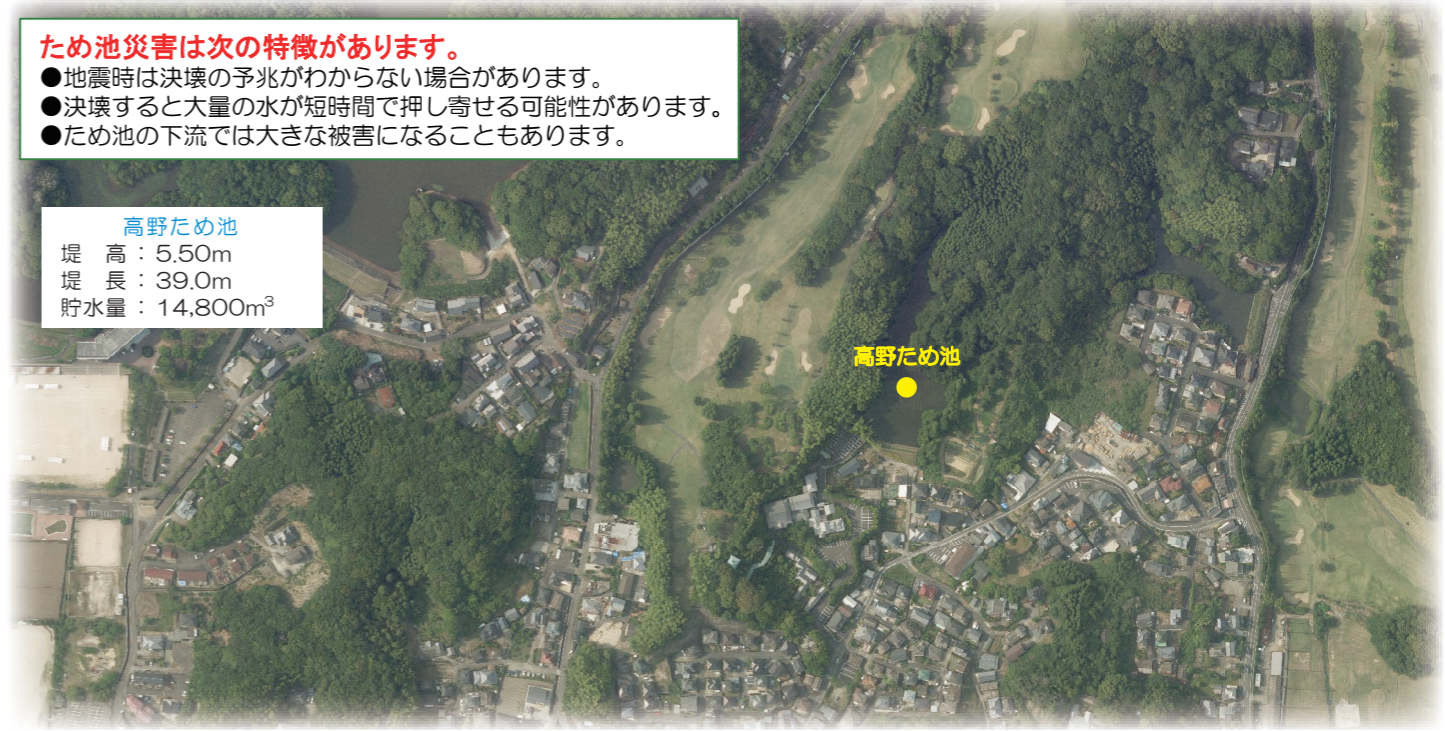 ため池災害は次の特徴があります。
●地震時は決壊の予兆がわからない場合があります。
●決壊すると大量の水が短時間で押し寄せる可能性があります。
●ため池の下流では大きな被害になることもあります。
高野ため池
堤　高：5.50m
堤　長：39.0m
貯水量：14,800m³
高野ため池